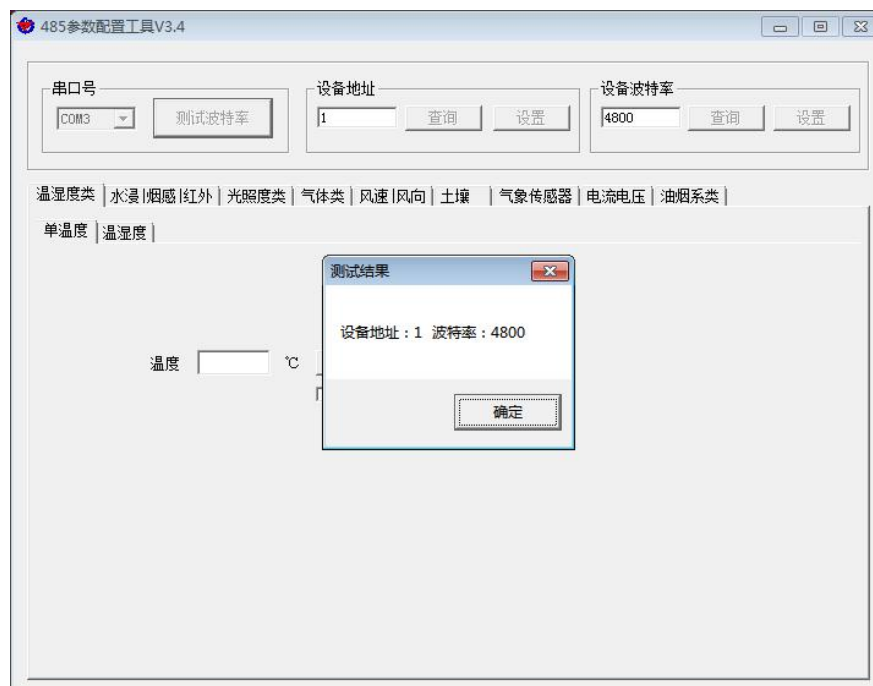 485参数配置工具V3.4
串口号
设备地址
设备波特率
COM3
测试波特率
1
查询
设置
4800
查询
设置
温湿度类
水浸|烟感|红外
光照度类
气体类
风速|风向
土壤
气象传感器
电流电压
油烟系类
单温度
温湿度
测试结果
设备地址：1 波特率：4800
确定
温度
℃